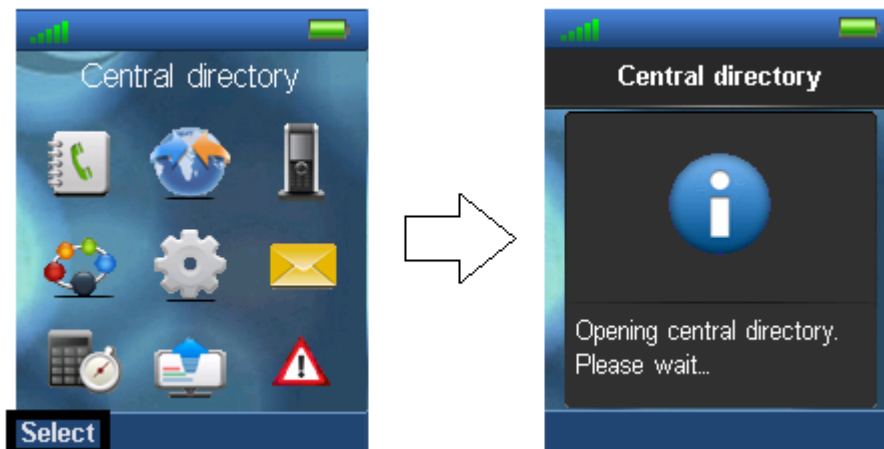 Central directory
Select
Central directory
Opening central directory.
Please wait...